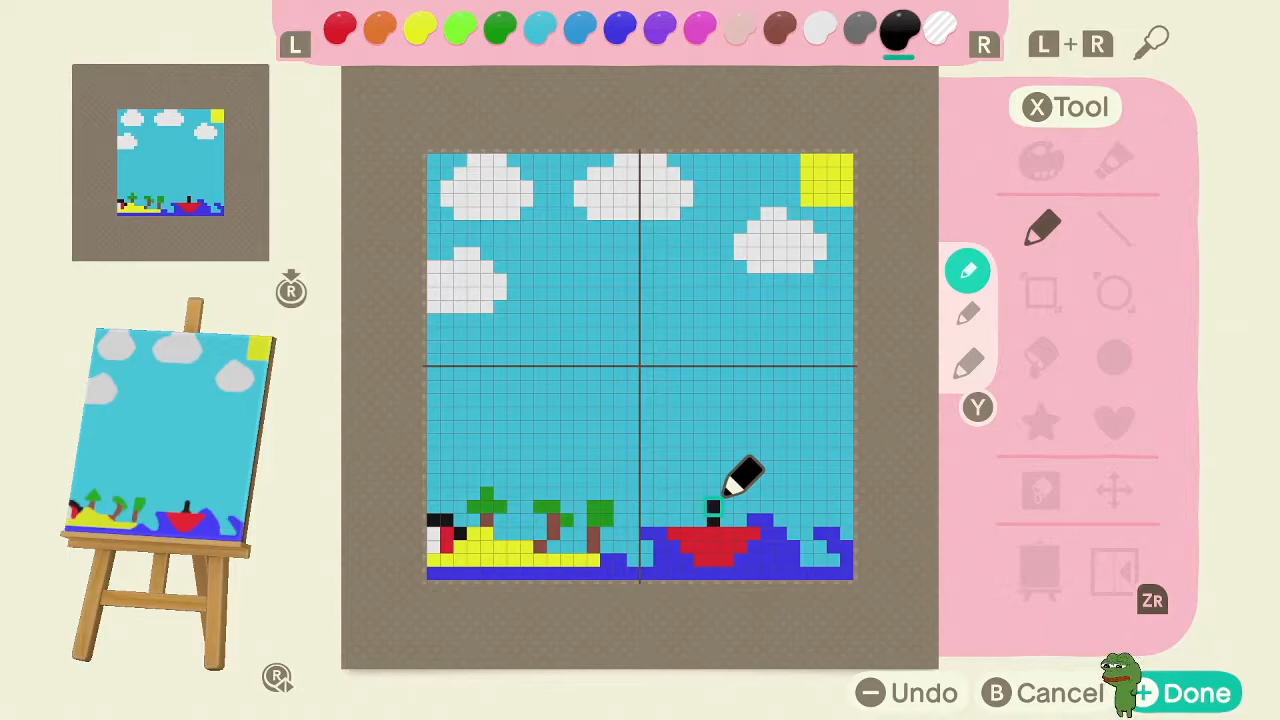 L
R
L + R
X Tool
R
Y
ZR
R
− Undo
B Cancel
+ Done